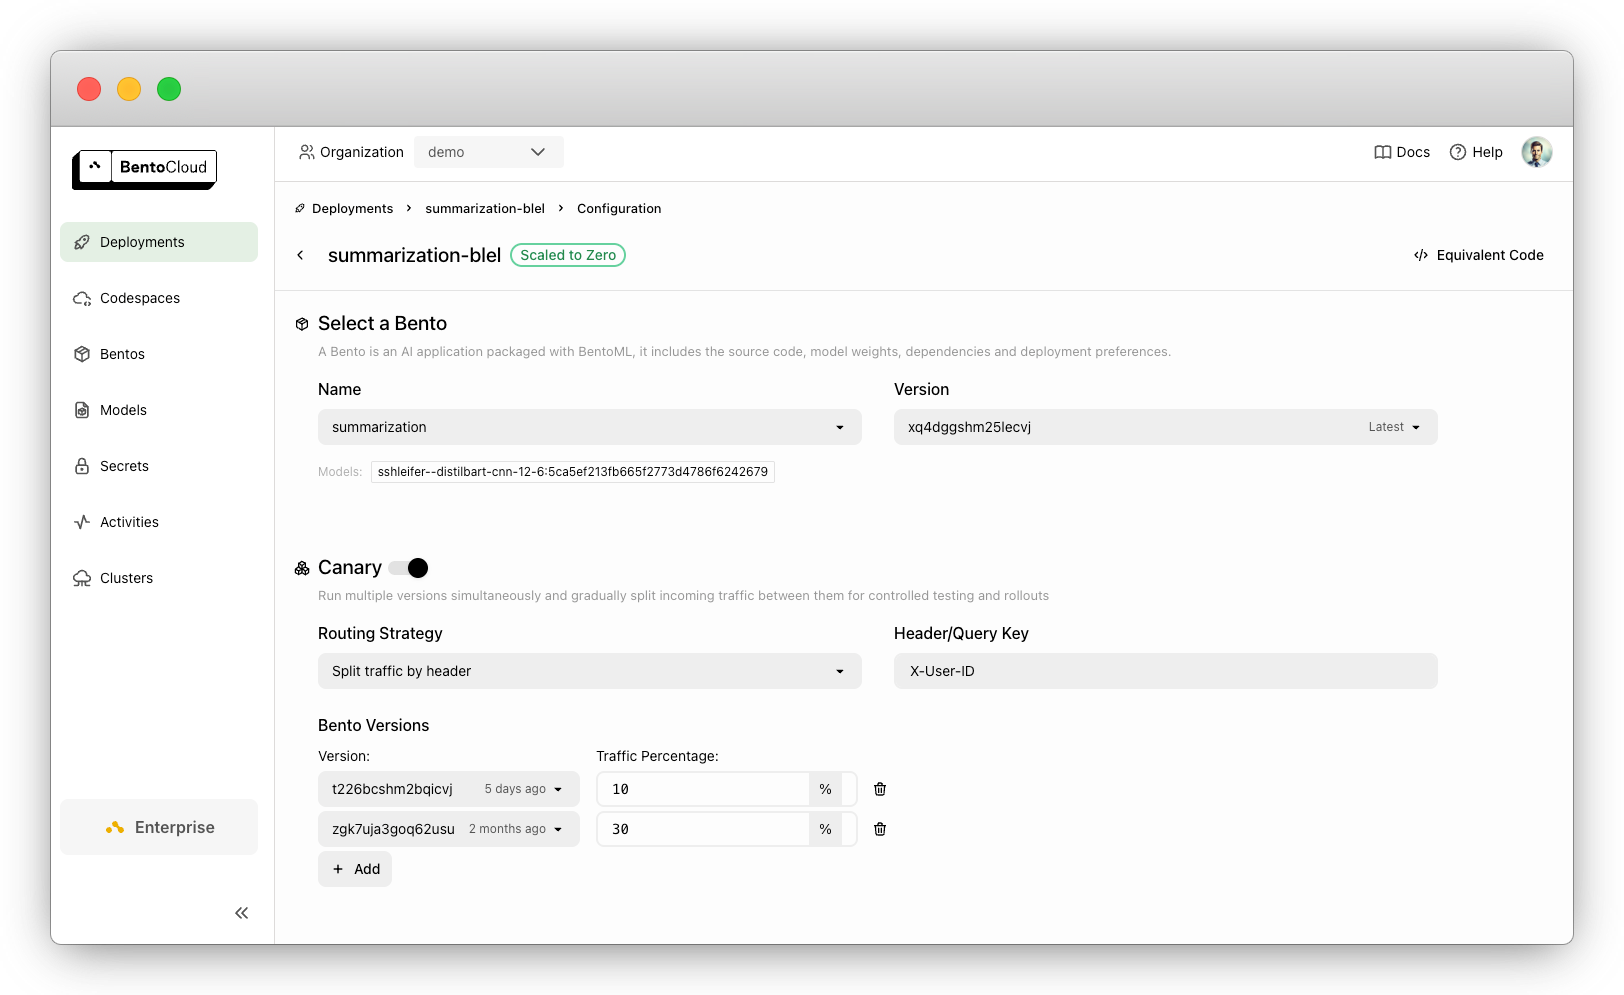 BentoCloud
Organization demo
Docs Help
Deployments
Codespaces
Bentos
Models
Secrets
Activities
Clusters
Enterprise
Deployments > summarization-blel > Configuration
summarization-blel Scaled to Zero
</> Equivalent Code
Select a Bento
A Bento is an AI application packaged with BentoML, it includes the source code, model weights, dependencies and deployment preferences.
Name Version
summarization xq4dggshm25lecvj Latest
Models: sshleifer--distilbart-cnn-12-6:5ca5ef213fb665f2773d4786f6242679
Canary
Run multiple versions simultaneously and gradually split incoming traffic between them for controlled testing and rollouts
Routing Strategy Header/Query Key
Split traffic by header X-User-ID
Bento Versions
Version: Traffic Percentage:
t226bcshm2bqicvj 5 days ago 10 %
zgk7uja3goq62usu 2 months ago 30 %
+ Add